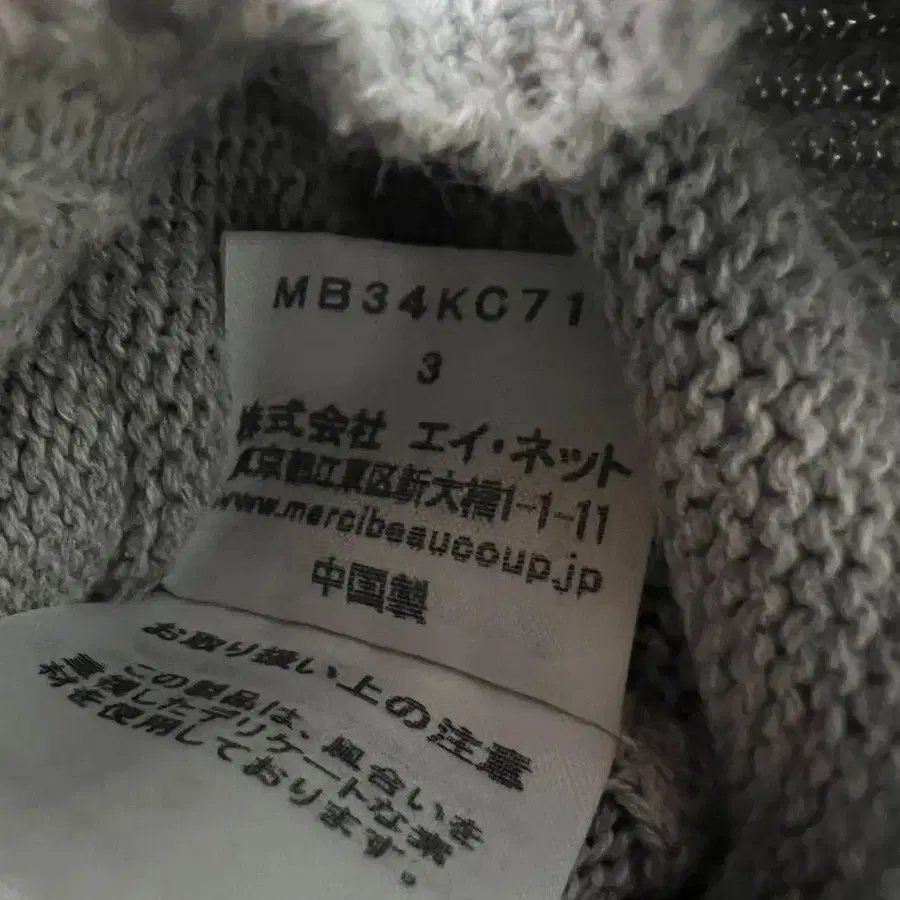 MB34KC71
3
株式会社 エイ・ネット
東京都江東区新大橋1-1-11
www.mercibeaucoup.jp
中国製
お取り扱い上の注意
この製品は、風合いを
重視したデリケートな素
材を使用しております。